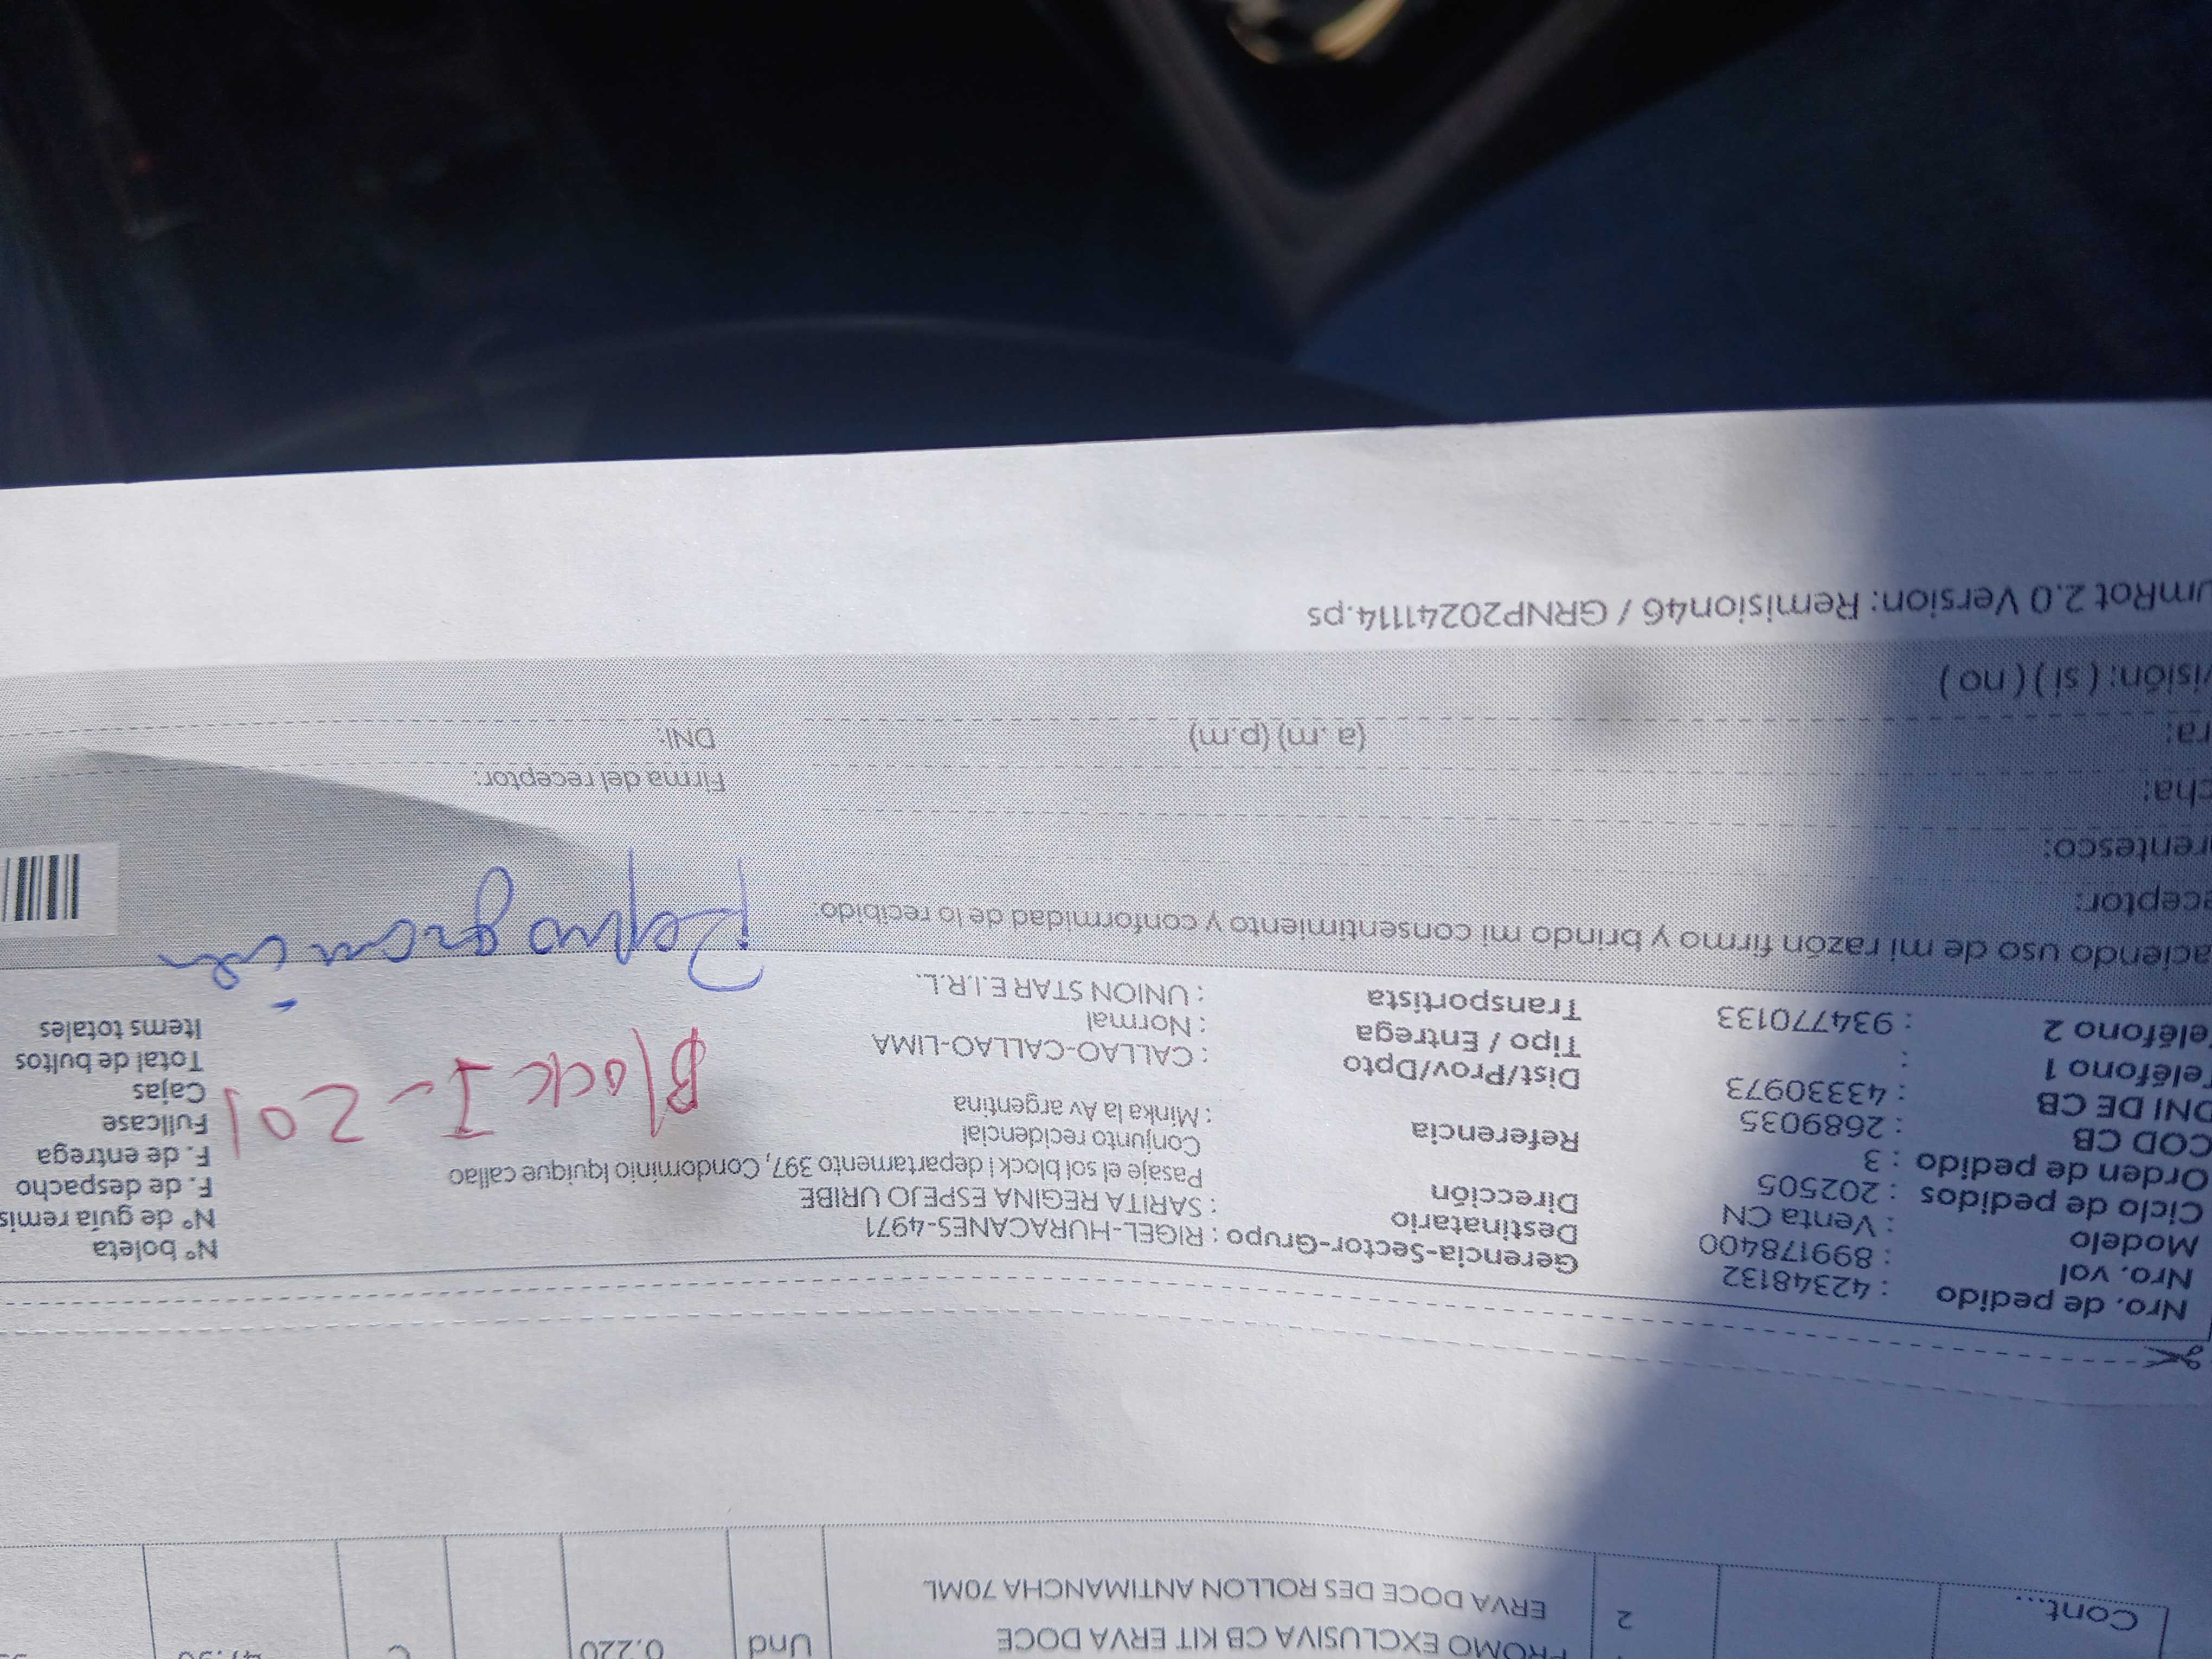 Cont...
PROMO EXCLUSIVA CB KIT ERVA DOCE
ERVA DOCE DES ROLLON ANTIMANCHA 70ML
2
Und
0.220
Nro. de pedido : 42348132
Nro. vol : 899178400
Modelo : Venta CN
Ciclo de pedidos : 202505
Orden de pedido : 3
COD CB : 2689035
DNI DE CB : 43330973
Teléfono 1 :
Teléfono 2 : 934770133
Gerencia-Sector-Grupo : RIGEL-HURACANES-4971
Destinatario : SARITA REGINA ESPEJO URIBE
Dirección
Pasaje el sol block i departamento 397, Condominio Iquique callao
Conjunto recidencial
Referencia : Minka la Av argentina
Dist/Prov/Dpto : CALLAO-CALLAO-LIMA
Tipo / Entrega : Normal
Transportista : UNION STAR E.I.R.L.
Nº boleta
Nº de guía remis
F. de despacho
F. de entrega
Fullcase
Cajas
Total de bultos
Items totales
Block I - 201
Reprogramación
aciendo uso de mi razón firmo y brindo mi consentimiento y conformidad de lo recibido:
ceptor:
rentesco:
cha:
Firma del receptor:
ra:
(a .m) (p.m)
DNI:
visión: ( si ) ( no )
umRot 2.0 Version: Remision46 / GRNP20241114.ps